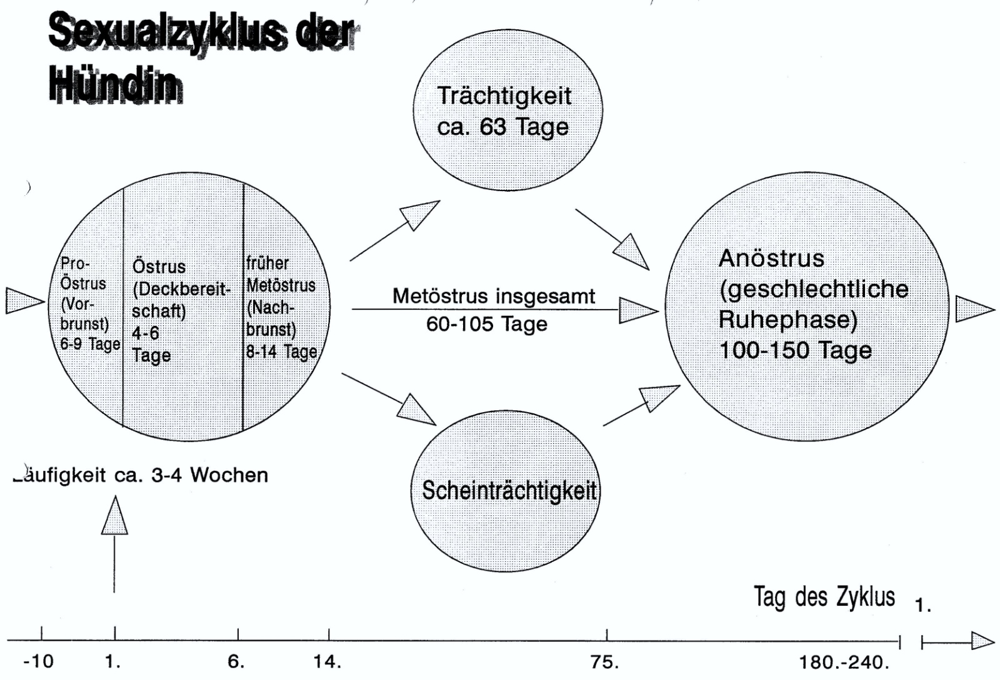 Sexualzyklus der
Hündin
Trächtigkeit
ca. 63 Tage
Pro-
Östrus
(Vor-
brunst)
6-9 Tage
Östrus
(Deckbereit-
schaft)
4-6
Tage
früher
Metöstrus
(Nach-
brunst)
8-14 Tage
Metöstrus insgesamt
60-105 Tage
Anöstrus
(geschlechtliche
Ruhephase)
100-150 Tage
Läufigkeit ca. 3-4 Wochen
Scheinträchtigkeit
Tag des Zyklus 1.
-10 1. 6. 14. 75. 180.-240.